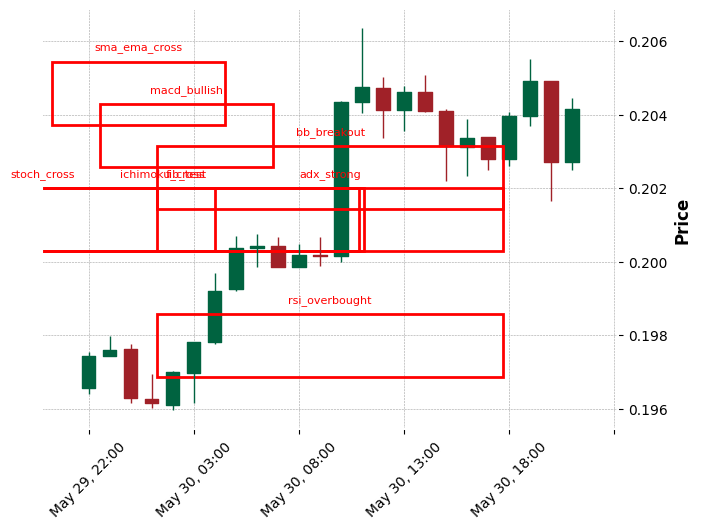 sma_ema_cross
macd_bullish
bb_breakout
stoch_cross
adx_strong
rsi_overbought
0.206
0.204
0.202
0.200
0.198
0.196
Price
May 29, 22:00
May 30, 03:00
May 30, 08:00
May 30, 13:00
May 30, 18:00